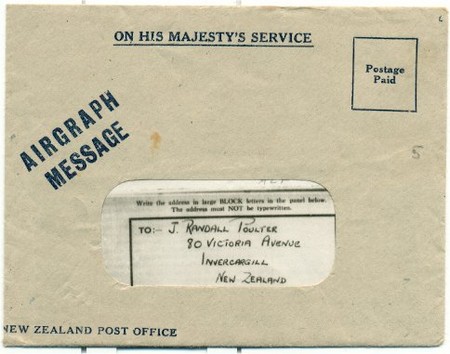 ON HIS MAJESTY'S SERVICE
Postage
Paid
AIRGRAPH
MESSAGE
5
Write the address in large BLOCK letters in the panel below.
The address must NOT be typewritten.
TO:- J. RANDALL POULTER
80 VICTORIA AVENUE
INVERCARGILL
NEW ZEALAND
NEW ZEALAND POST OFFICE